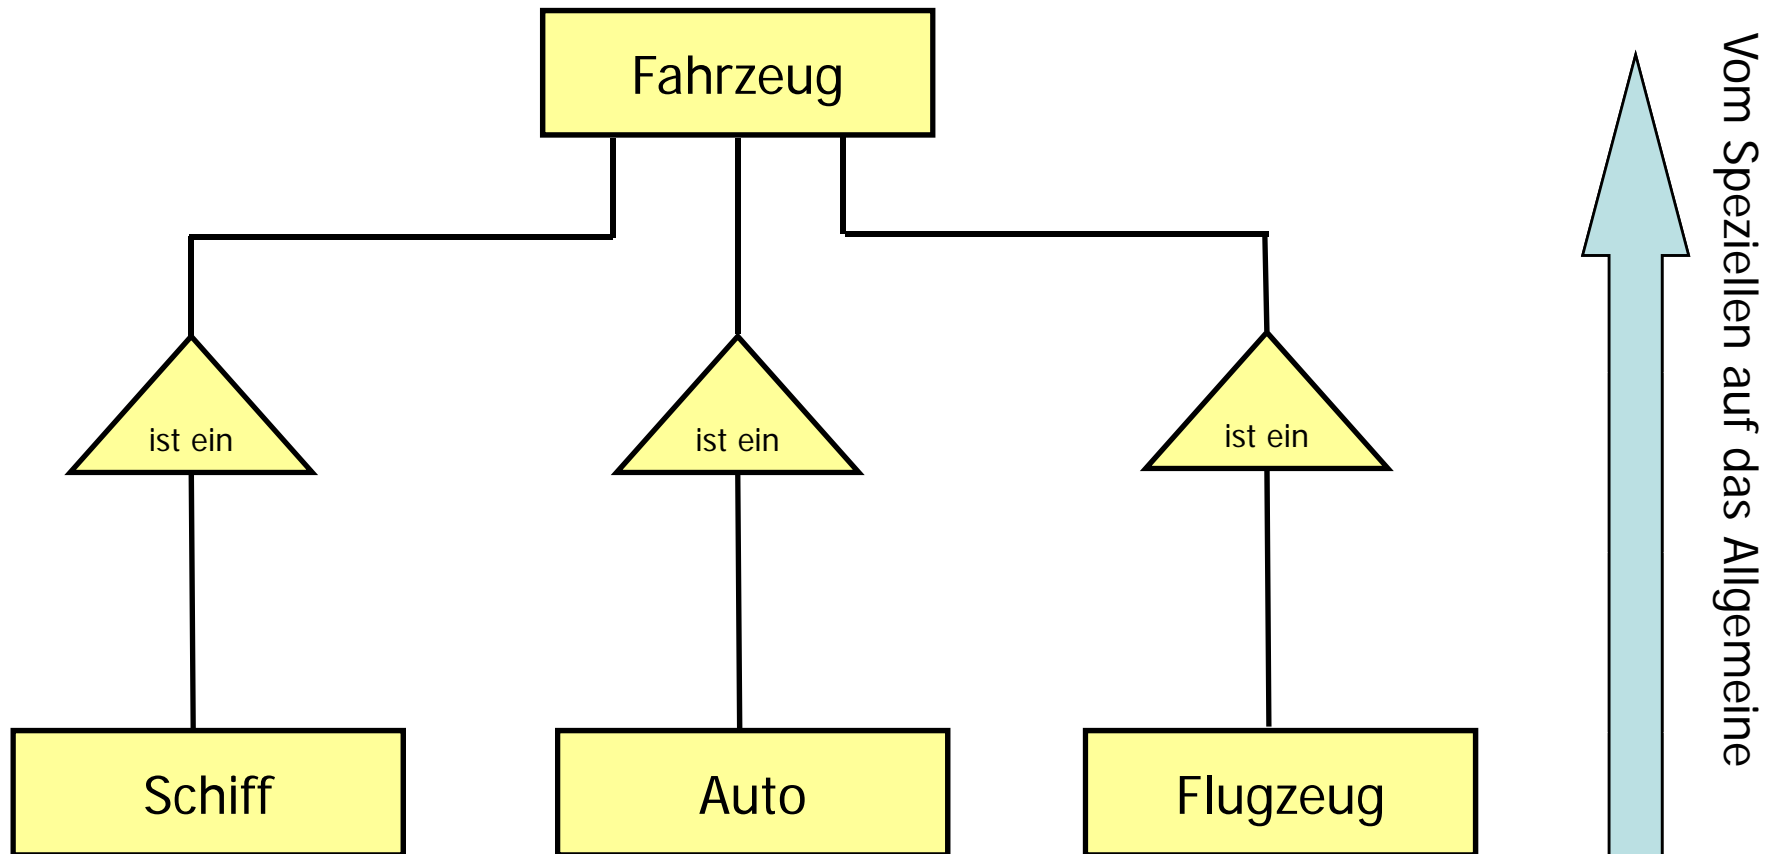 Fahrzeug
ist ein
ist ein
ist ein
Schiff
Auto
Flugzeug
Vom Speziellen auf das Allgemeine